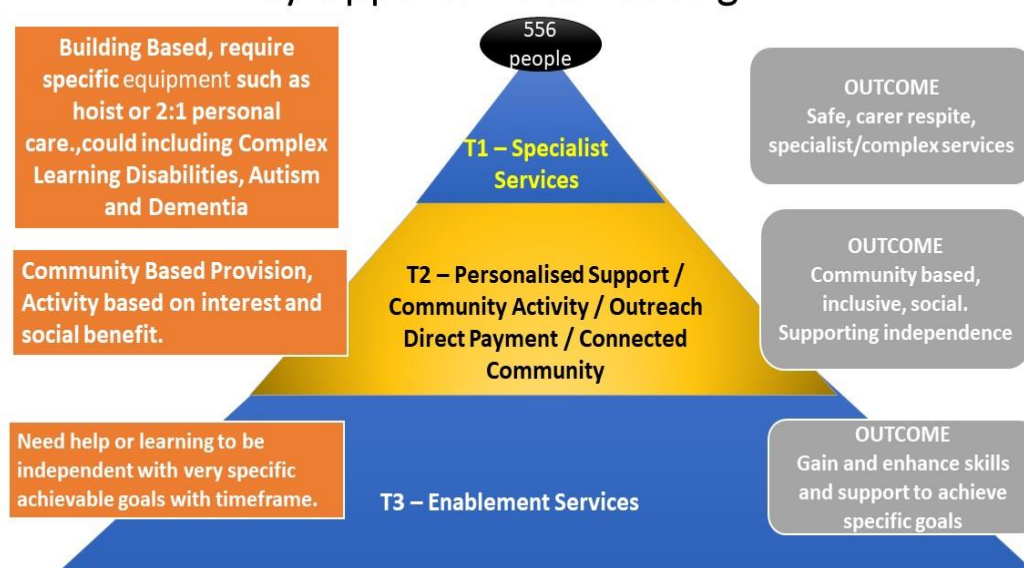 556
people
Building Based, require
specific equipment such as
hoist or 2:1 personal
care.,could including Complex
Learning Disabilities, Autism
and Dementia
T1 – Specialist
Services
OUTCOME
Safe, carer respite,
specialist/complex services
Community Based Provision,
Activity based on interest and
social benefit.
T2 – Personalised Support /
Community Activity / Outreach
Direct Payment / Connected
Community
OUTCOME
Community based,
inclusive, social.
Supporting independence
Need help or learning to be
independent with very specific
achievable goals with timeframe.
T3 – Enablement Services
OUTCOME
Gain and enhance skills
and support to achieve
specific goals